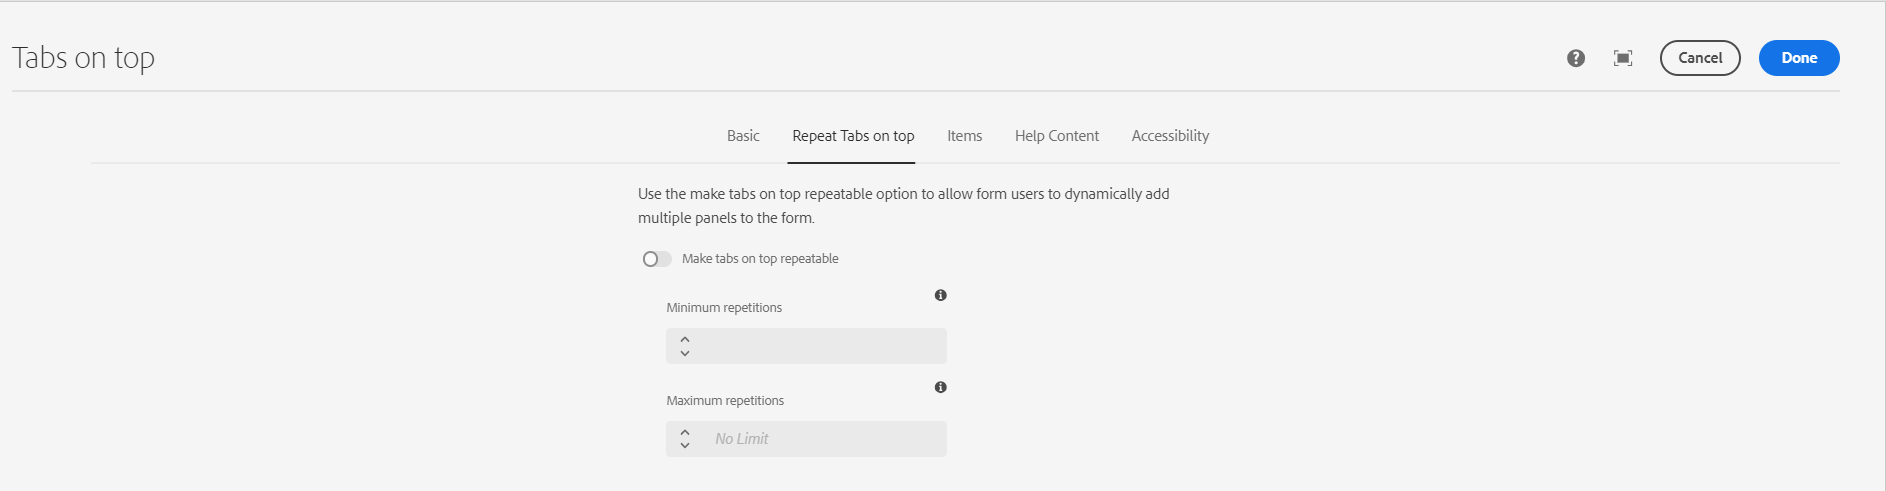 Tabs on top
Cancel
Done
Basic
Repeat Tabs on top
Items
Help Content
Accessibility
Use the make tabs on top repeatable option to allow form users to dynamically add
multiple panels to the form.
Make tabs on top repeatable
Minimum repetitions
Maximum repetitions
No Limit